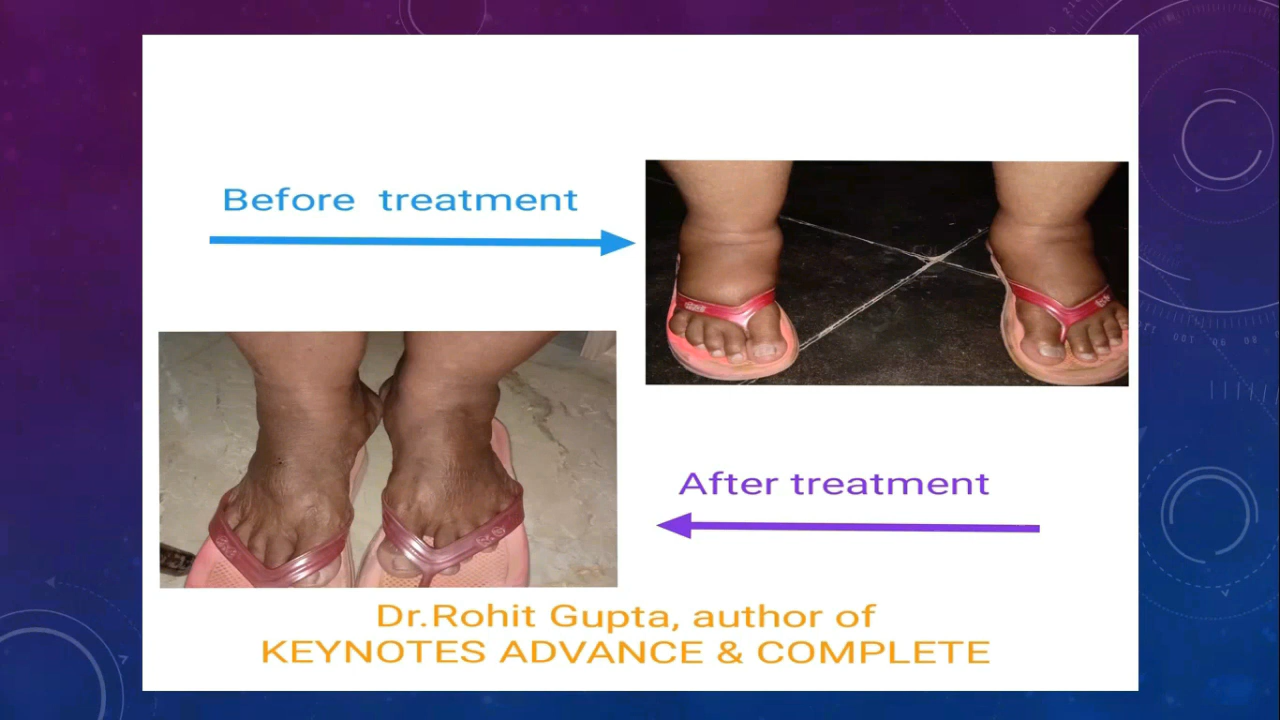 Before treatment
After treatment
Dr.Rohit Gupta, author of
KEYNOTES ADVANCE & COMPLETE